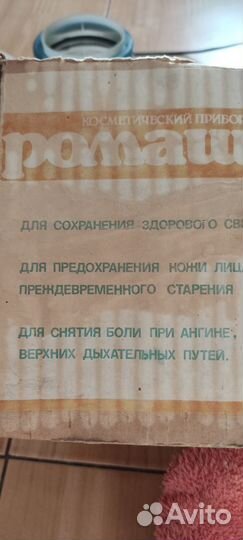 КОСМЕТИЧЕСКИЙ ПРИБОР
ромаш
ДЛЯ СОХРАНЕНИЯ ЗДОРОВОГО СВ
ДЛЯ ПРЕДОХРАНЕНИЯ КОЖИ ЛИЦ
ПРЕЖДЕВРЕМЕННОГО СТАРЕНИЯ
ДЛЯ СНЯТИЯ БОЛИ ПРИ АНГИНЕ,
ВЕРХНИХ ДЫХАТЕЛЬНЫХ ПУТЕЙ.
Avito